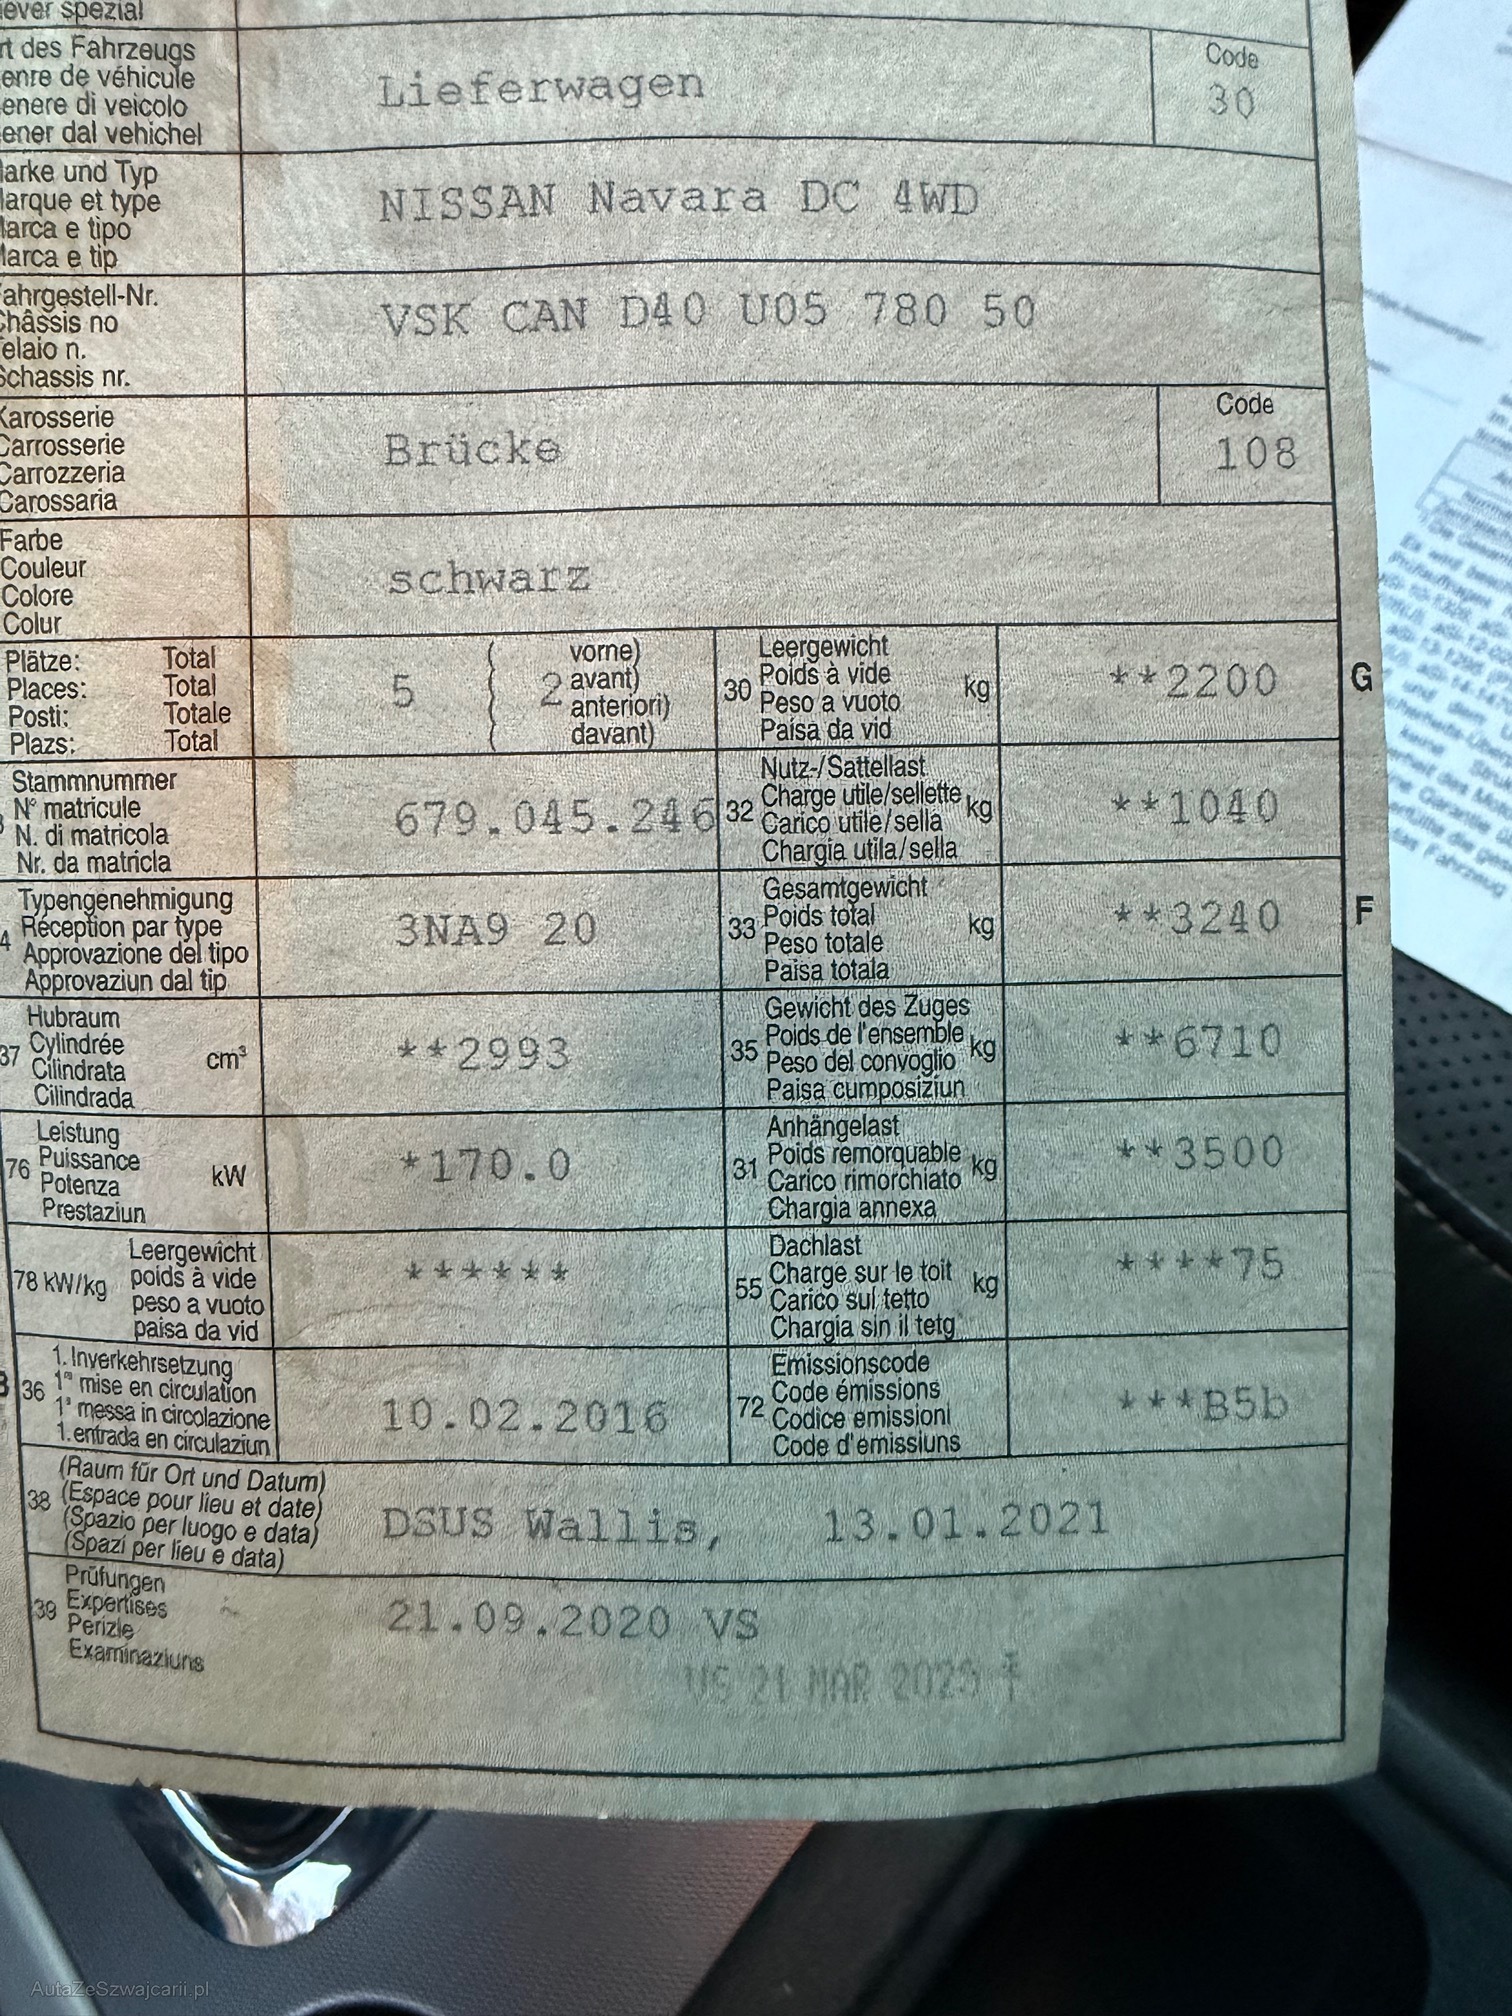 ever spezial
rt des Fahrzeugs
enre de véhicule
enere di veicolo
ener dal vehichel
Lieferwagen
Code
30
arke und Typ
arque et type
arca e tipo
arca e tip
NISSAN Navara DC 4WD
ahrgestell-Nr.
Châssis no
elaio n.
Schassis nr.
VSK CAN D40 U05 780 50
Karosserie
Carrosserie
Carrozzeria
Carossaria
Brücke
Code
108
Farbe
Couleur
Colore
Colur
schwarz
Plätze: Total
Places: Total
Posti: Totale
Plazs: Total
5
2
vorne)
avant)
anteriori)
davant)
30
Leergewicht
Poids à vide
Peso a vuoto
Paisa da vid
kg
**2200
G
Stammnummer
N° matricule
N. di matricola
Nr. da matricla
679.045.246
32
Nutz-/Sattellast
Charge utile/sellette
Carico utile/sella
Chargia utila/sella
kg
**1040
4
Typengenehmigung
Réception par type
Approvazione del tipo
Approvaziun dal tip
3NA9 20
33
Gesamtgewicht
Poids total
Peso totale
Paisa totala
kg
**3240
F
37
Hubraum
Cylindrée
Cilindrata
Cilindrada
cm³
**2993
35
Gewicht des Zuges
Poids de l'ensemble
Peso del convoglio
Paisa cumposiziun
kg
**6710
76
Leistung
Puissance
Potenza
Prestaziun
kW
*170.0
31
Anhängelast
Poids remorquable
Carico rimorchiato
Chargia annexa
kg
**3500
78 kW/kg
Leergewicht
poids à vide
peso a vuoto
paisa da vid
******
55
Dachlast
Charge sur le toit
Carico sul tetto
Chargia sin il tetg
kg
****75
B
36
1. Inverkehrsetzung
1re mise en circulation
1a messa in circolazione
1. entrada en circulaziun
10.02.2016
72
Emissionscode
Code émissions
Codice emissioni
Code d'emissiuns
***B5b
38
(Raum für Ort und Datum)
(Espace pour lieu et date)
(Spazio per luogo e data)
(Spazi per lieu e data)
DSUS Wallis, 13.01.2021
39
Prüfungen
Expertises
Perizie
Examinaziuns
21.09.2020 VS
VS 21 MAR 2025
AutaZeSzwajcarii.pl